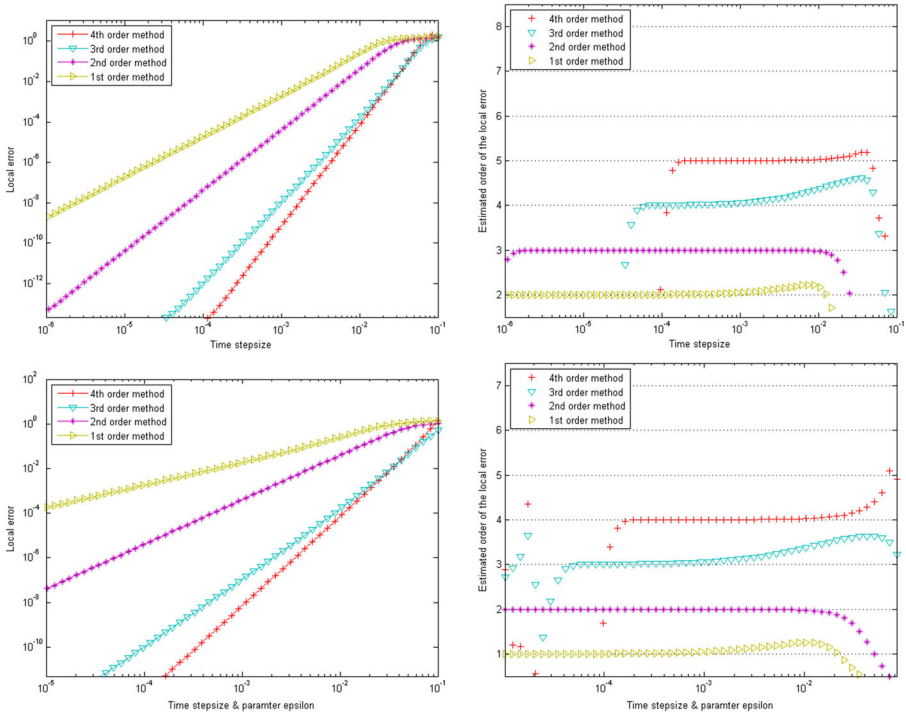 4th order method
3rd order method
2nd order method
1st order method
10^0
10^-2
10^-4
10^-6
10^-8
10^-10
10^-12
Local error
10^-6
10^-5
10^-4
10^-3
10^-2
10^-1
Time stepsize
4th order method
3rd order method
2nd order method
1st order method
8
7
6
5
4
3
2
Estimated order of the local error
10^-6
10^-5
10^-4
10^-3
10^-2
10^-1
Time stepsize
4th order method
3rd order method
2nd order method
1st order method
10^2
10^0
10^-2
10^-4
10^-6
10^-8
10^-10
Local error
10^-5
10^-4
10^-3
10^-2
10^-1
Time stepsize & paramter epsilon
4th order method
3rd order method
2nd order method
1st order method
7
6
5
4
3
2
1
Estimated order of the local error
10^-4
10^-3
10^-2
Time stepsize & paramter epsilon